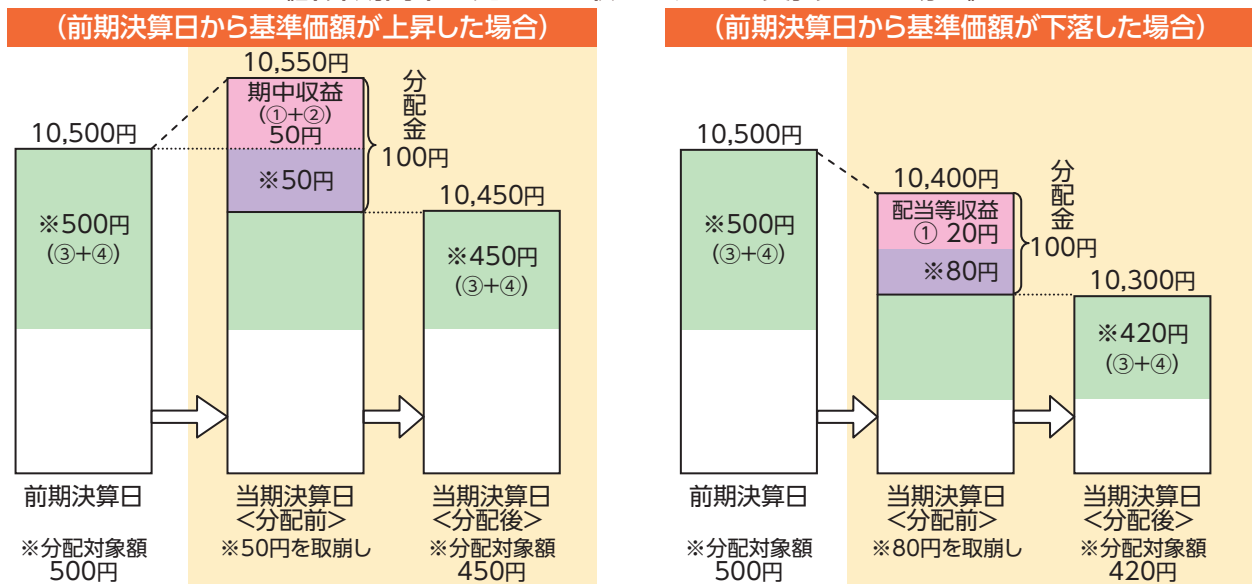 (前期決算日から基準価額が上昇した場合)
10,500円
※500円
(③+④)
前期決算日
※分配対象額
500円
10,550円
期中収益
(①+②)
50円
※50円
分配金
100円
当期決算日
<分配前>
※50円を取崩し
10,450円
※450円
(③+④)
当期決算日
<分配後>
※分配対象額
450円
(前期決算日から基準価額が下落した場合)
10,500円
※500円
(③+④)
前期決算日
※分配対象額
500円
10,400円
配当等収益
① 20円
※80円
分配金
100円
当期決算日
<分配前>
※80円を取崩し
10,300円
※420円
(③+④)
当期決算日
<分配後>
※分配対象額
420円